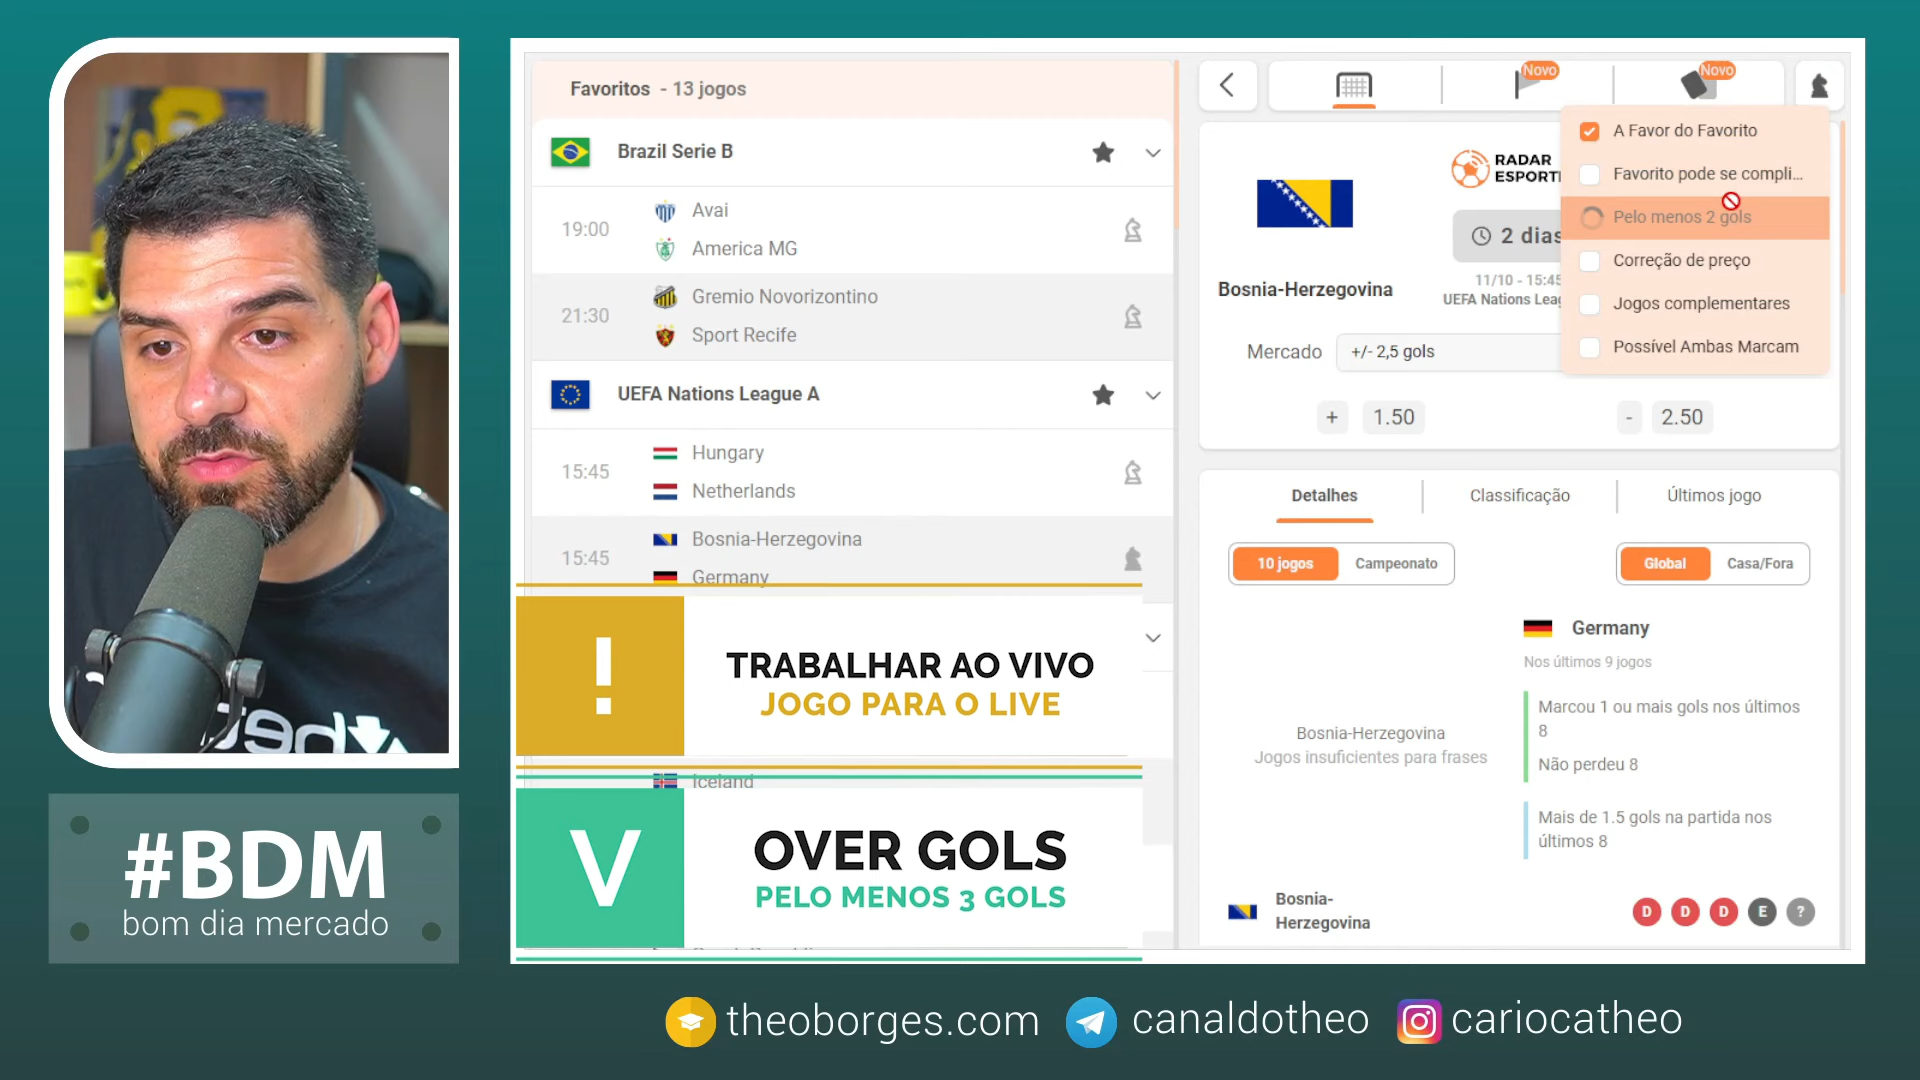 #BDM
bom dia mercado
Favoritos - 13 jogos
Brazil Serie B
19:00
Avai
America MG
21:30
Gremio Novorizontino
Sport Recife
UEFA Nations League A
15:45
Hungary
Netherlands
15:45
Bosnia-Herzegovina
Germany
!
TRABALHAR AO VIVO
JOGO PARA O LIVE
Iceland
V
OVER GOLS
PELO MENOS 3 GOLS
Novo
Novo
A Favor do Favorito
Favorito pode se compli...
Pelo menos 2 gols
Correção de preço
Jogos complementares
Possível Ambas Marcam
RADAR
ESPORTI
2 dias
11/10 - 15:45
UEFA Nations Leag
Bosnia-Herzegovina
Mercado
+/- 2,5 gols
+ 1.50
- 2.50
Detalhes
Classificação
Últimos jogo
10 jogos
Campeonato
Global
Casa/Fora
Bosnia-Herzegovina
Jogos insuficientes para frases
Germany
Nos últimos 9 jogos
Marcou 1 ou mais gols nos últimos
8
Não perdeu 8
Mais de 1.5 gols na partida nos
últimos 8
Bosnia-
Herzegovina
D D D E ?
theoborges.com
canaldotheo
cariocatheo